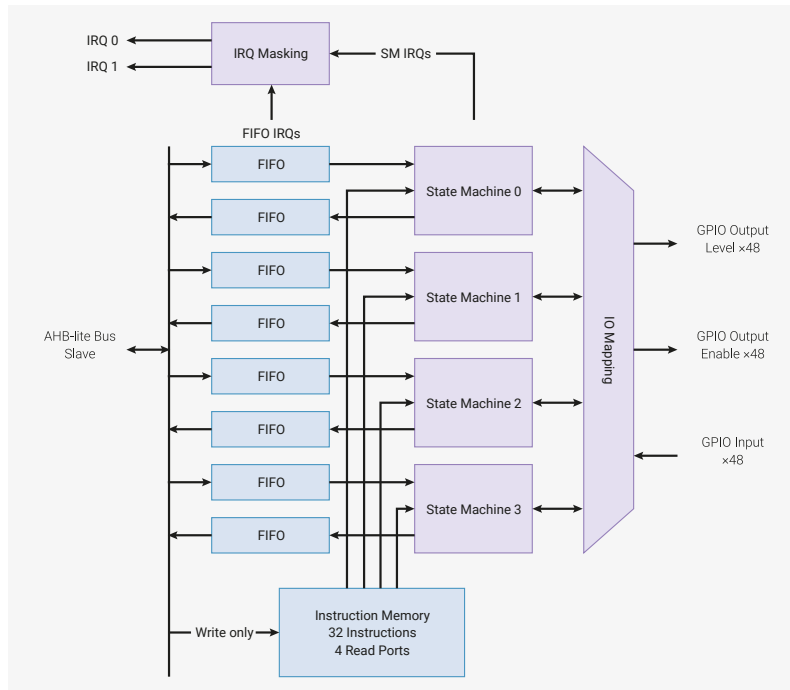 IRQ 0
IRQ 1
IRQ Masking
SM IRQs
FIFO IRQs
FIFO
FIFO
FIFO
FIFO
FIFO
FIFO
FIFO
FIFO
State Machine 0
State Machine 1
State Machine 2
State Machine 3
IO Mapping
AHB-lite Bus
Slave
GPIO Output
Level ×48
GPIO Output
Enable ×48
GPIO Input
×48
Write only
Instruction Memory
32 Instructions
4 Read Ports